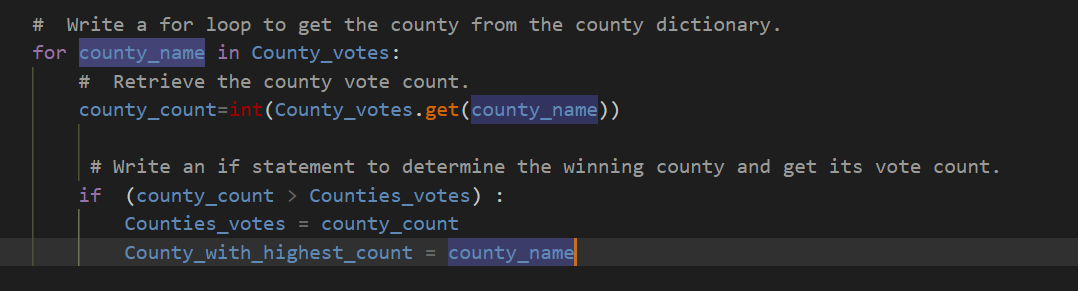 #  Write a for loop to get the county from the county dictionary.
for county_name in County_votes:
#  Retrieve the county vote count.
county_count=int(County_votes.get(county_name))
# Write an if statement to determine the winning county and get its vote count.
if  (county_count > Counties_votes) :
Counties_votes = county_count
County_with_highest_count = county_name